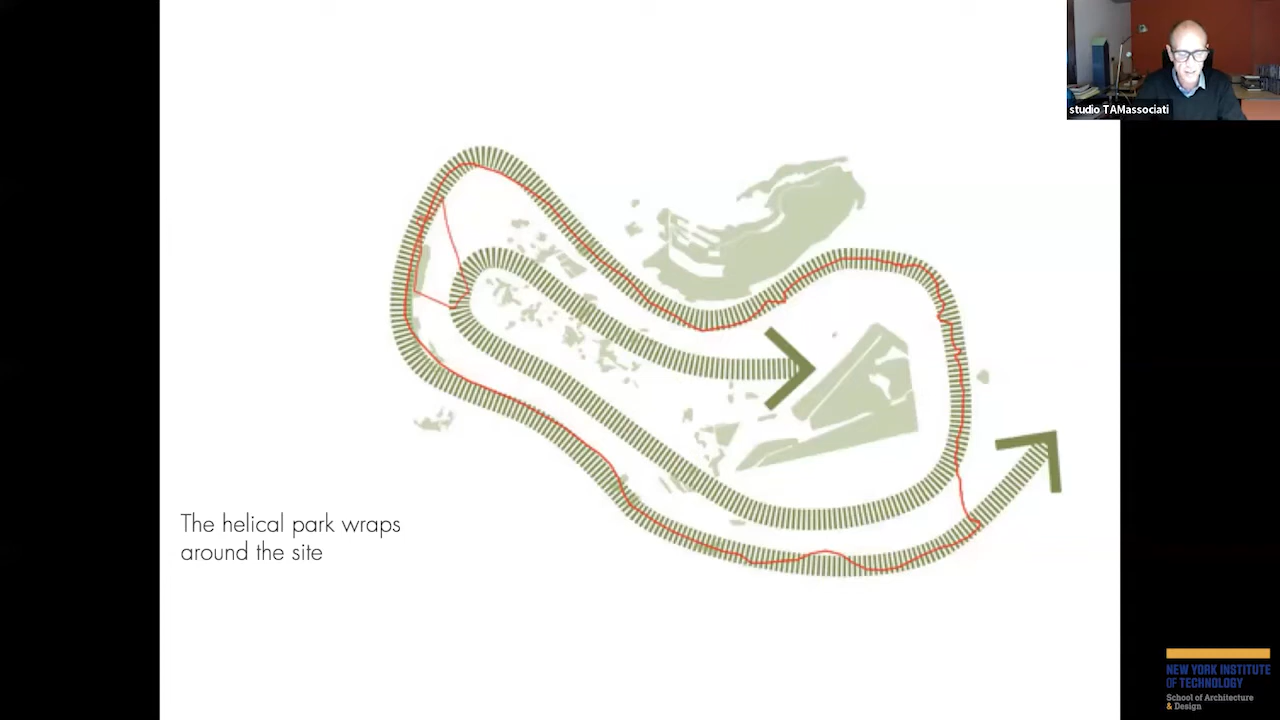 studio TAMassociati
The helical park wraps
around the site
NEW YORK INSTITUTE
OF TECHNOLOGY
School of Architecture
& Design